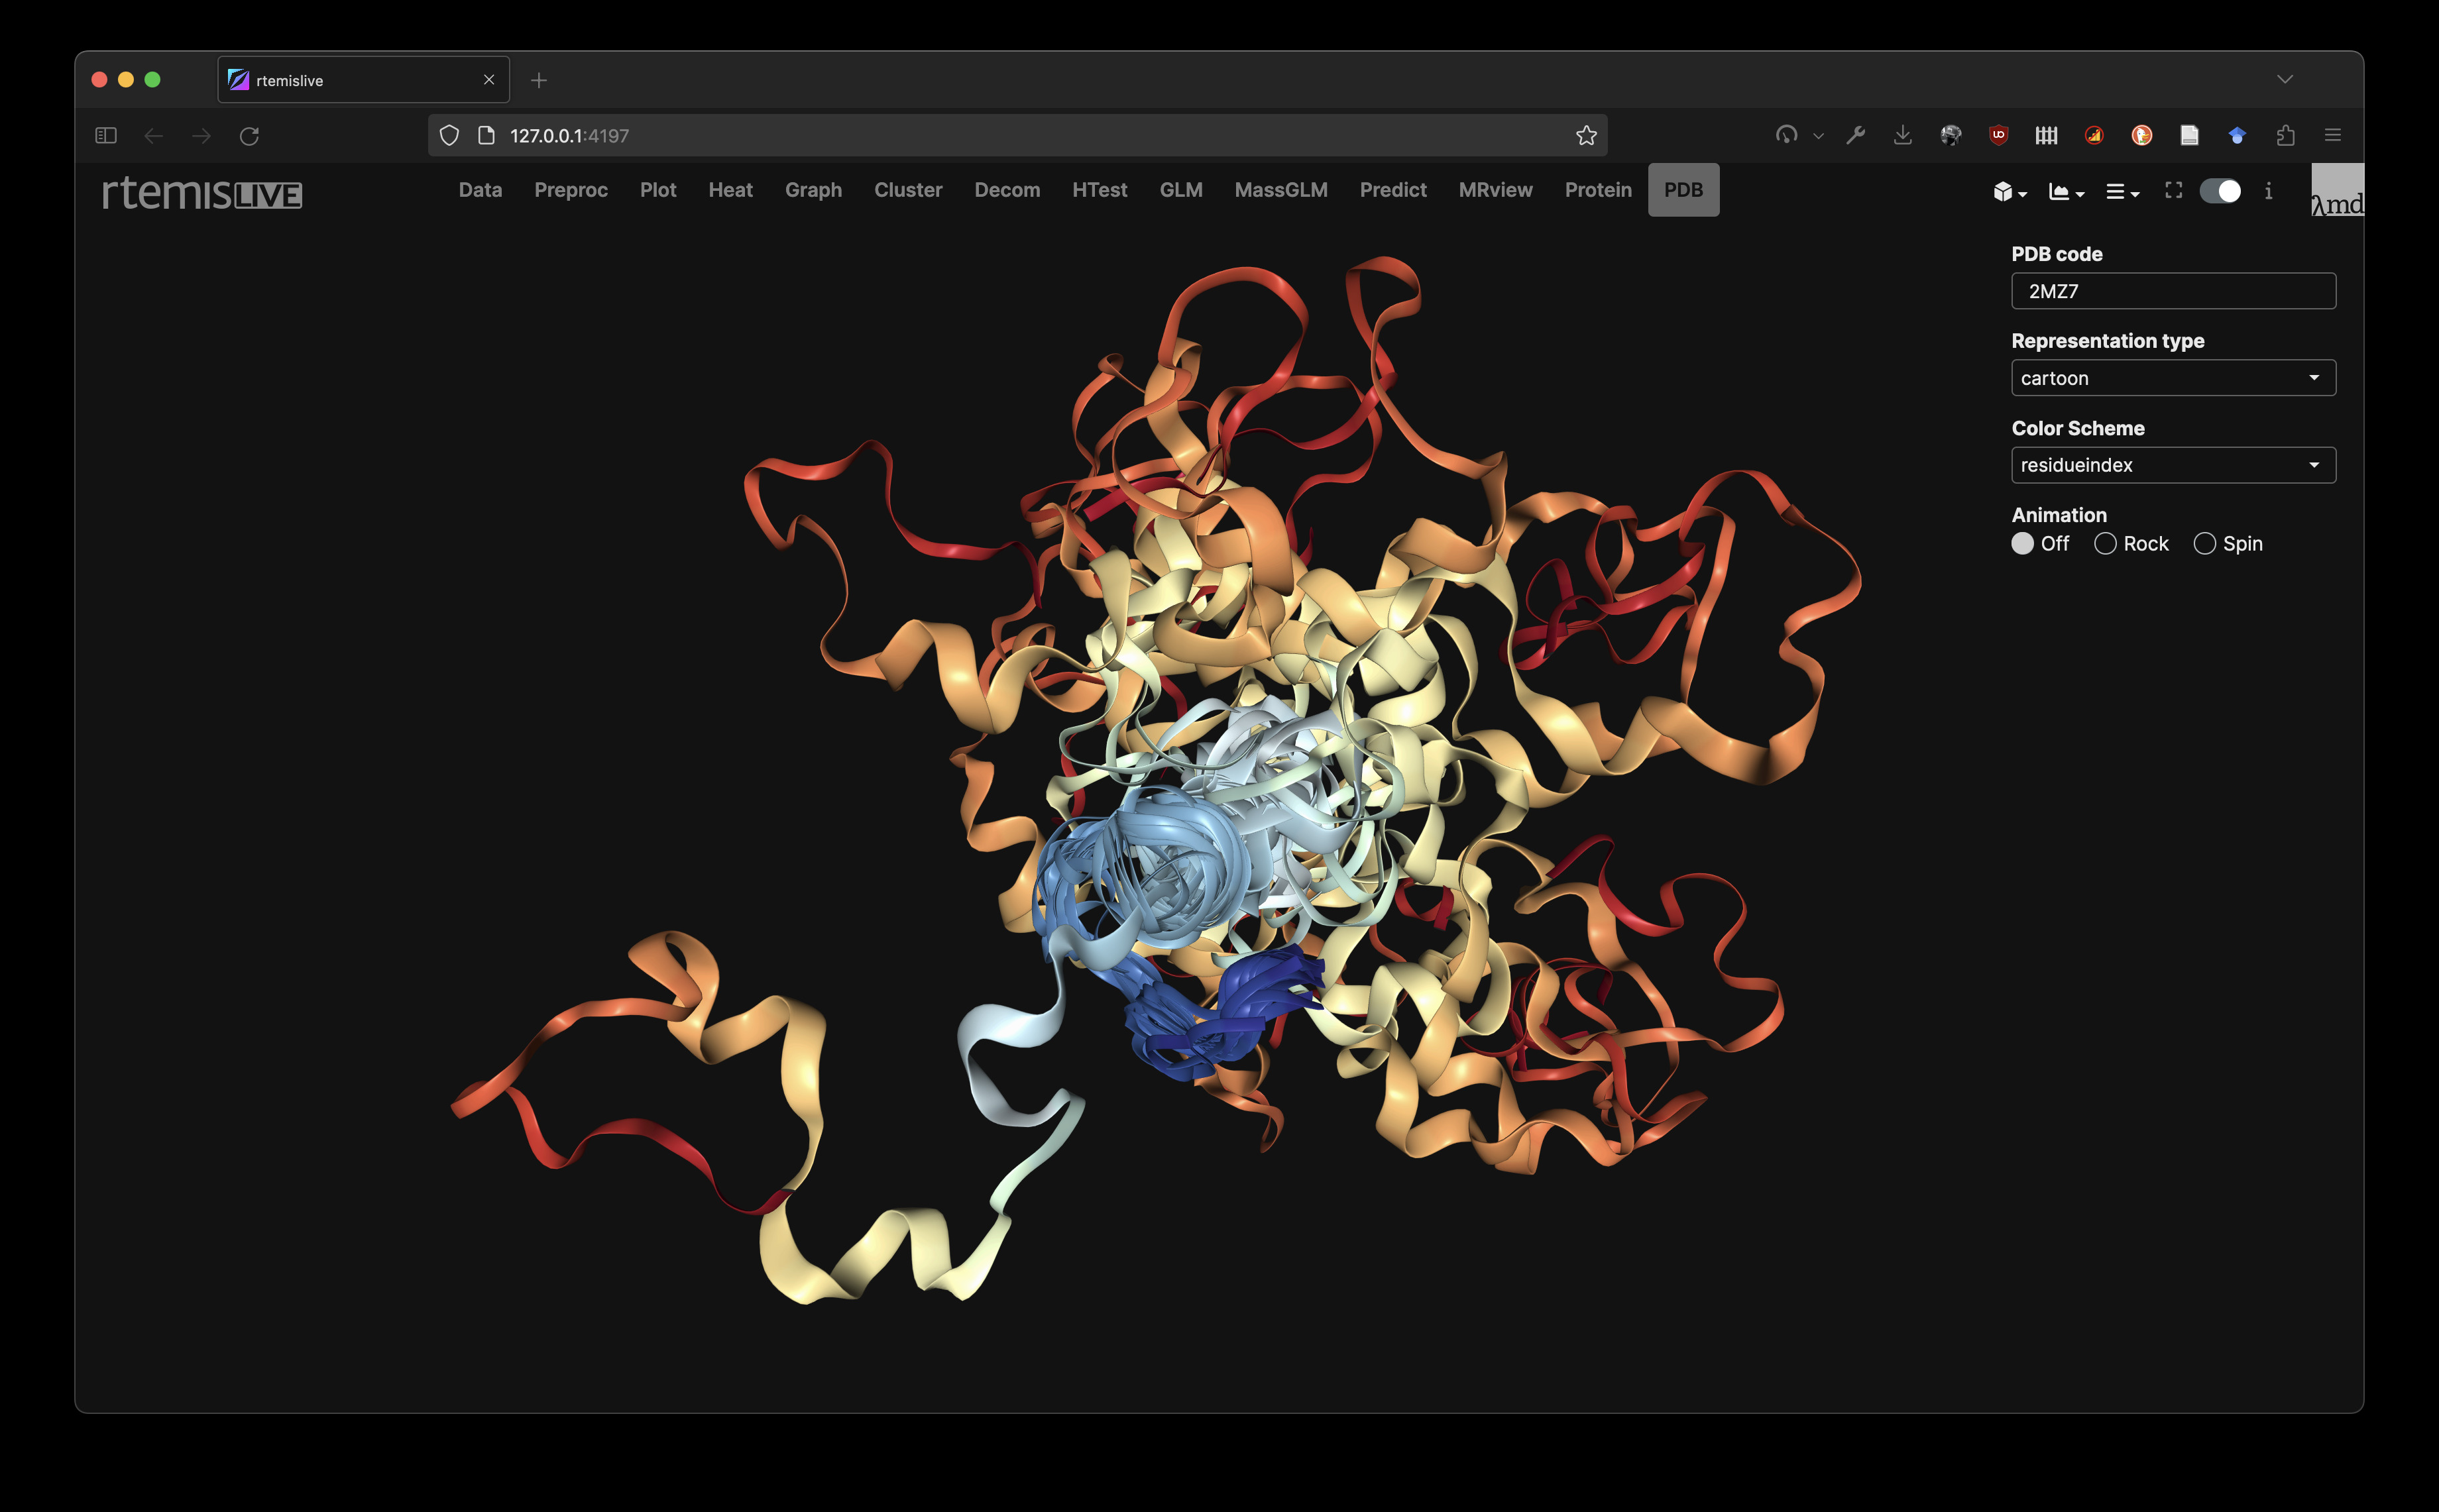 rtemislive
127.0.0.1:4197
rtemisLIVE
Data Preproc Plot Heat Graph Cluster Decom HTest GLM MassGLM Predict MRview Protein PDB
λmd
PDB code
2MZ7
Representation type
cartoon
Color Scheme
residueindex
Animation
Off Rock Spin